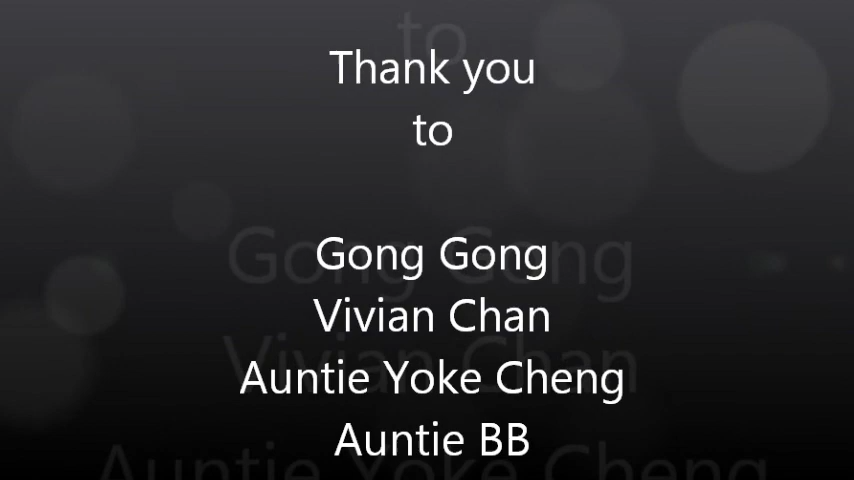 Thank you
to
Gong Gong
Vivian Chan
Auntie Yoke Cheng
Auntie BB